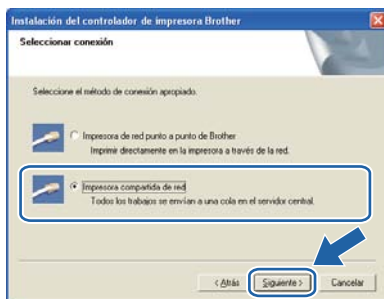 Instalación del controlador de impresora Brother
Seleccionar conexión
Seleccione el método de conexión apropiado.
Impresora de red punto a punto de Brother
Imprimir directamente en la impresora a través de la red.
Impresora compartida de red
Todos los trabajos se envían a una cola en el servidor central.
< Atrás Siguiente > Cancelar